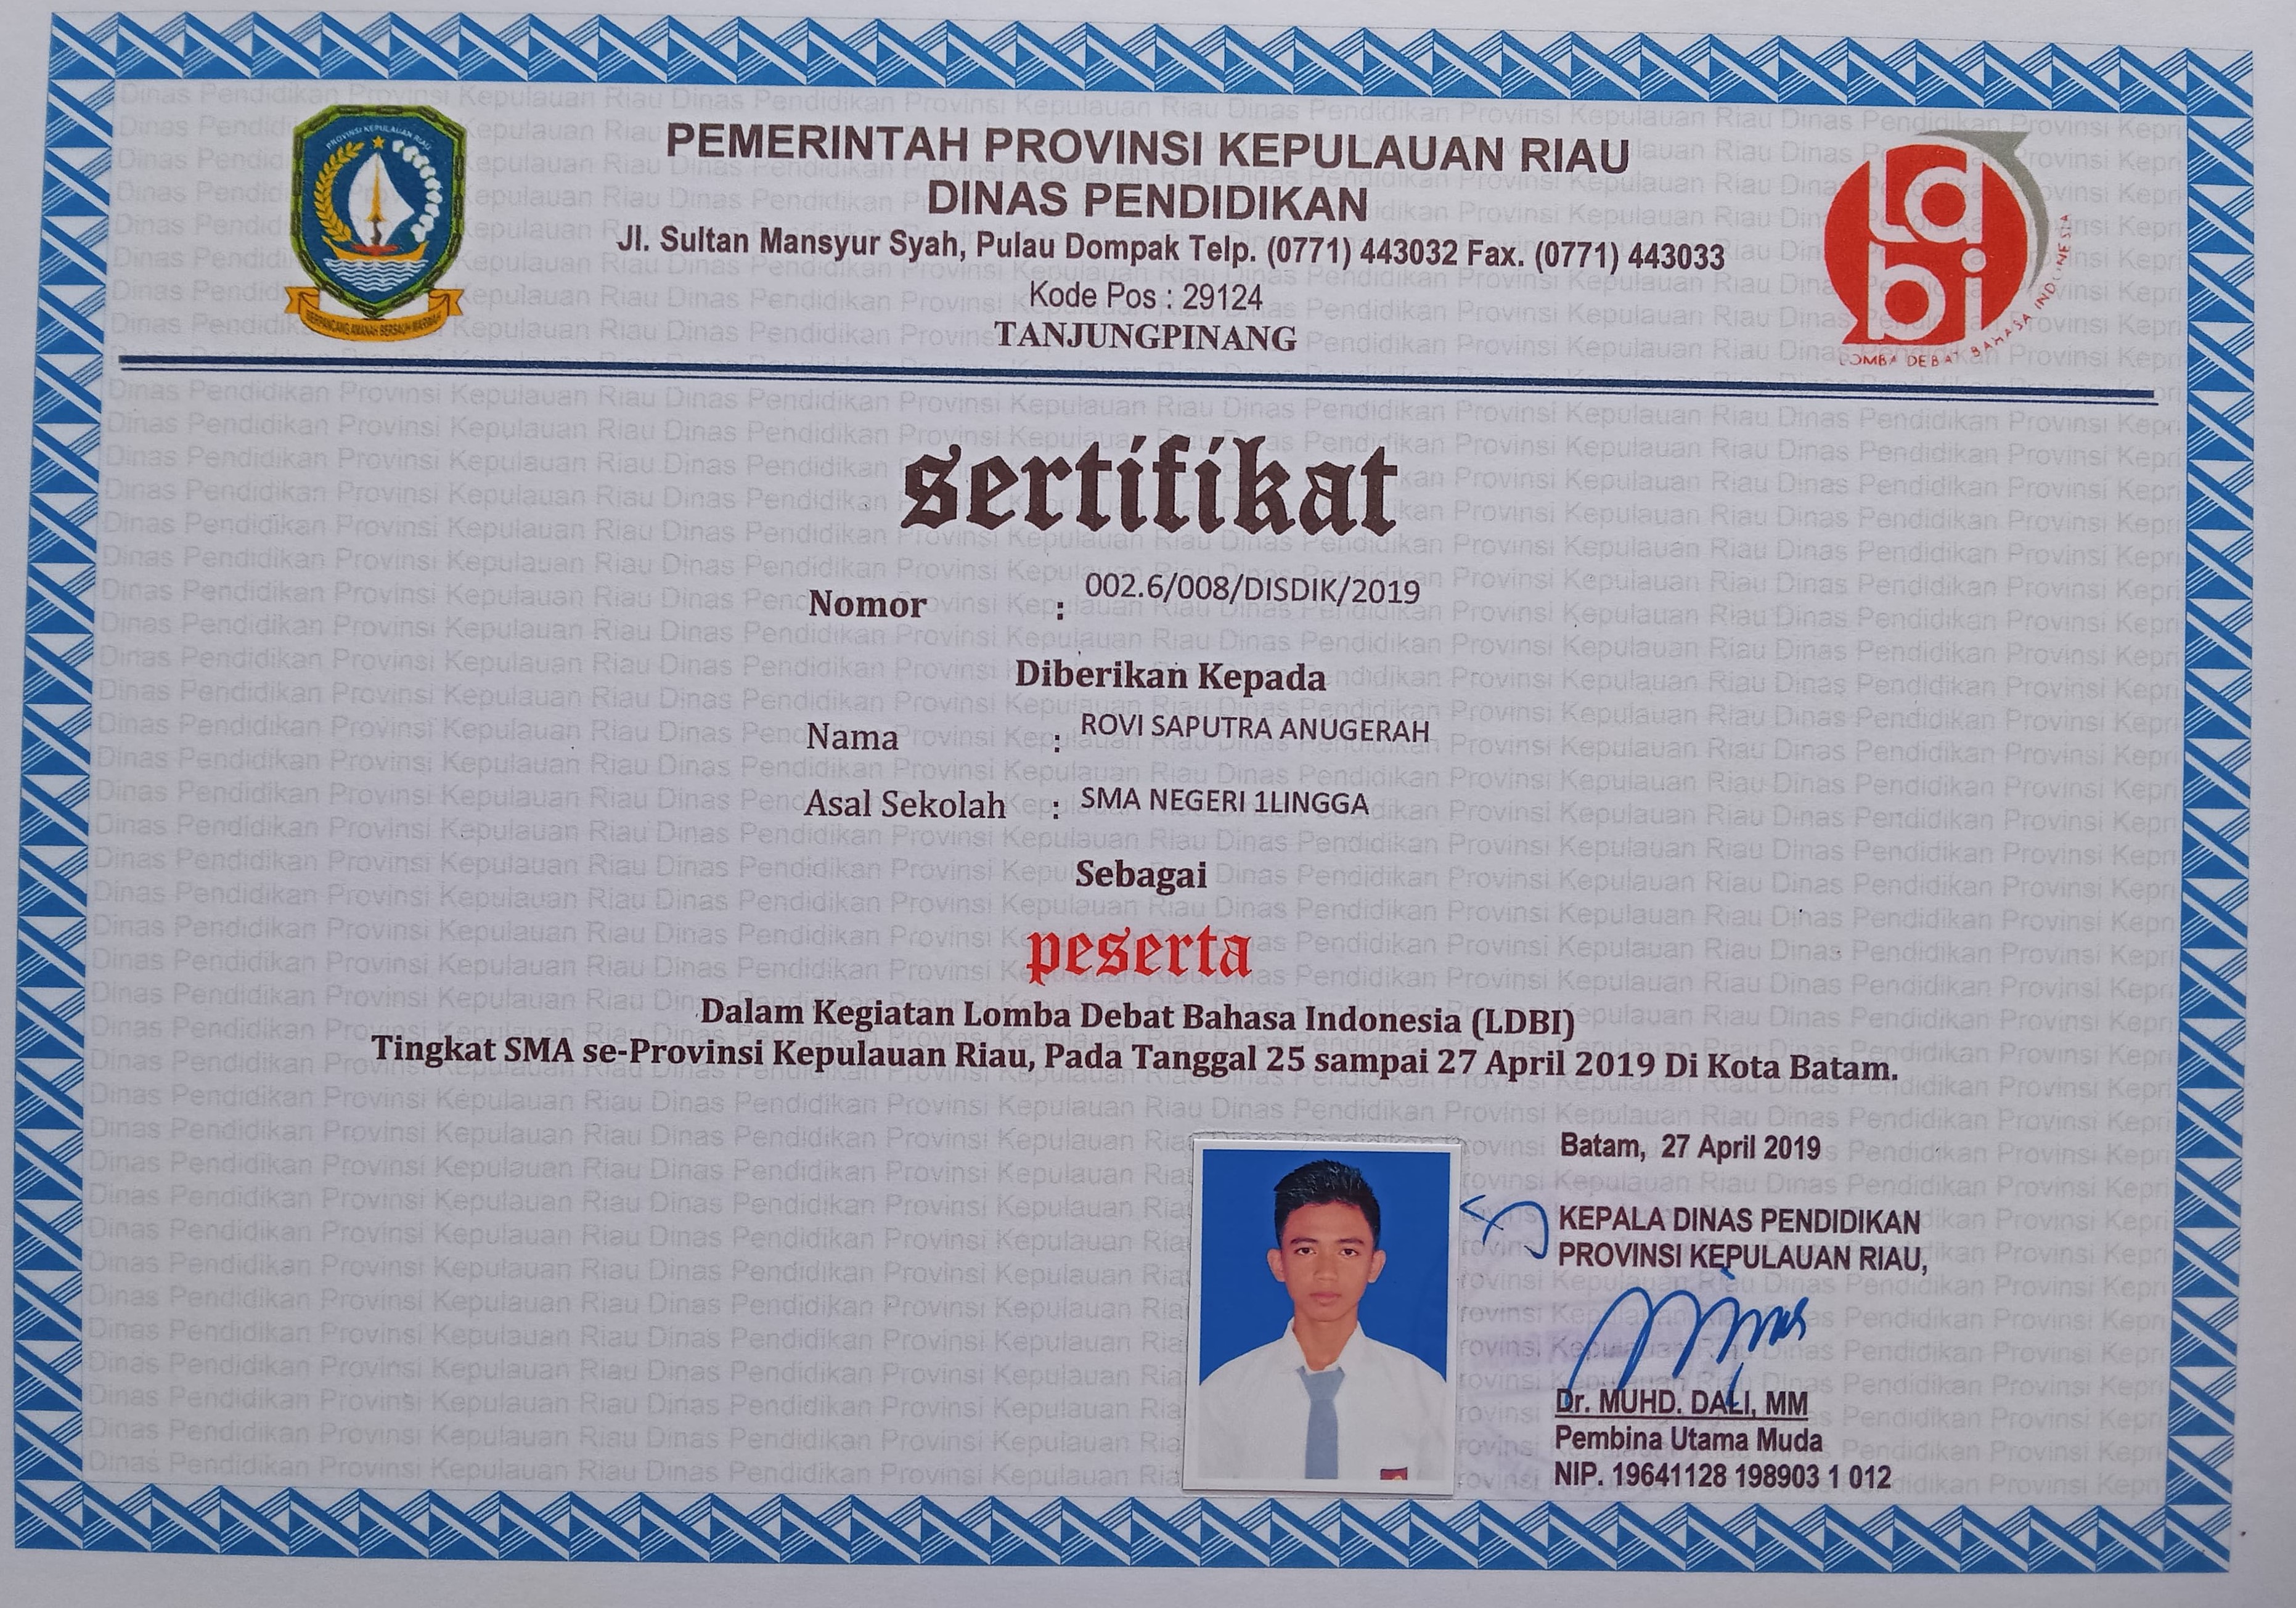 PEMERINTAH PROVINSI KEPULAUAN RIAU
DINAS PENDIDIKAN
Jl. Sultan Mansyur Syah, Pulau Dompak Telp. (0771) 443032 Fax. (0771) 443033
Kode Pos : 29124
TANJUNGPINANG
PROVINSI KEPULAUAN RIAU
BERPANCANG AMANAH BERSAUH MARWAH
ldbi
LOMBA DEBAT BAHASA INDONESIA
sertifikat
Nomor : 002.6/008/DISDIK/2019
Diberikan Kepada
Nama : ROVI SAPUTRA ANUGERAH
Asal Sekolah : SMA NEGERI 1LINGGA
Sebagai
peserta
Dalam Kegiatan Lomba Debat Bahasa Indonesia (LDBI)
Tingkat SMA se-Provinsi Kepulauan Riau, Pada Tanggal 25 sampai 27 April 2019 Di Kota Batam.
Batam, 27 April 2019
KEPALA DINAS PENDIDIKAN
PROVINSI KEPULAUAN RIAU,
Dr. MUHD. DALI, MM
Pembina Utama Muda
NIP. 19641128 198903 1 012